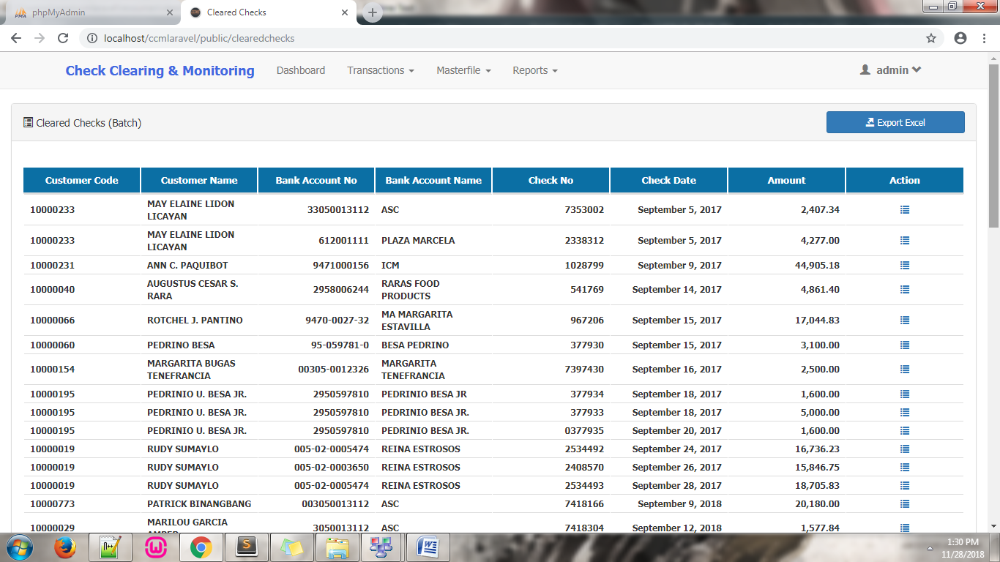 phpMyAdmin
Cleared Checks
localhost/ccmlaravel/public/clearedchecks
Check Clearing & Monitoring Dashboard Transactions Masterfile Reports admin
Cleared Checks (Batch) Export Excel
Customer Code Customer Name Bank Account No Bank Account Name Check No Check Date Amount Action
10000233 MAY ELAINE LIDON LICAYAN 33050013112 ASC 7353002 September 5, 2017 2,407.34
10000233 MAY ELAINE LIDON LICAYAN 612001111 PLAZA MARCELA 2338312 September 5, 2017 4,277.00
10000231 ANN C. PAQUIBOT 9471000156 ICM 1028799 September 9, 2017 44,905.18
10000040 AUGUSTUS CESAR S. RARA 2958006244 RARAS FOOD PRODUCTS 541769 September 14, 2017 4,861.40
10000066 ROTCHEL J. PANTINO 9470-0027-32 MA MARGARITA ESTAVILLA 967206 September 15, 2017 17,044.83
10000060 PEDRINO BESA 95-059781-0 BESA PEDRINO 377930 September 15, 2017 3,100.00
10000154 MARGARITA BUGAS TENEFRANCIA 00305-0012326 MARGARITA TENEFRANCIA 7397430 September 16, 2017 2,500.00
10000195 PEDRINIO U. BESA JR. 2950597810 PEDRINIO BESA JR 377934 September 18, 2017 1,600.00
10000195 PEDRINIO U. BESA JR. 2950597810 PEDRINIO BESA JR. 377933 September 18, 2017 5,000.00
10000195 PEDRINIO U. BESA JR. 2950597810 PEDRINIO BESA JR. 0377935 September 20, 2017 1,600.00
10000019 RUDY SUMAYLO 005-02-0005474 REINA ESTROSOS 2534492 September 24, 2017 16,736.23
10000019 RUDY SUMAYLO 005-02-0003650 REINA ESTROSOS 2408570 September 26, 2017 15,846.75
10000019 RUDY SUMAYLO 005-02-0005474 REINA ESTROSOS 2534493 September 28, 2017 18,705.83
10000773 PATRICK BINANGBANG 003050013112 ASC 7418166 September 9, 2018 20,180.00
10000029 MARILOU GARCIA 3050013112 ASC 7418304 September 12, 2018 1,577.84
1:30 PM
11/28/2018